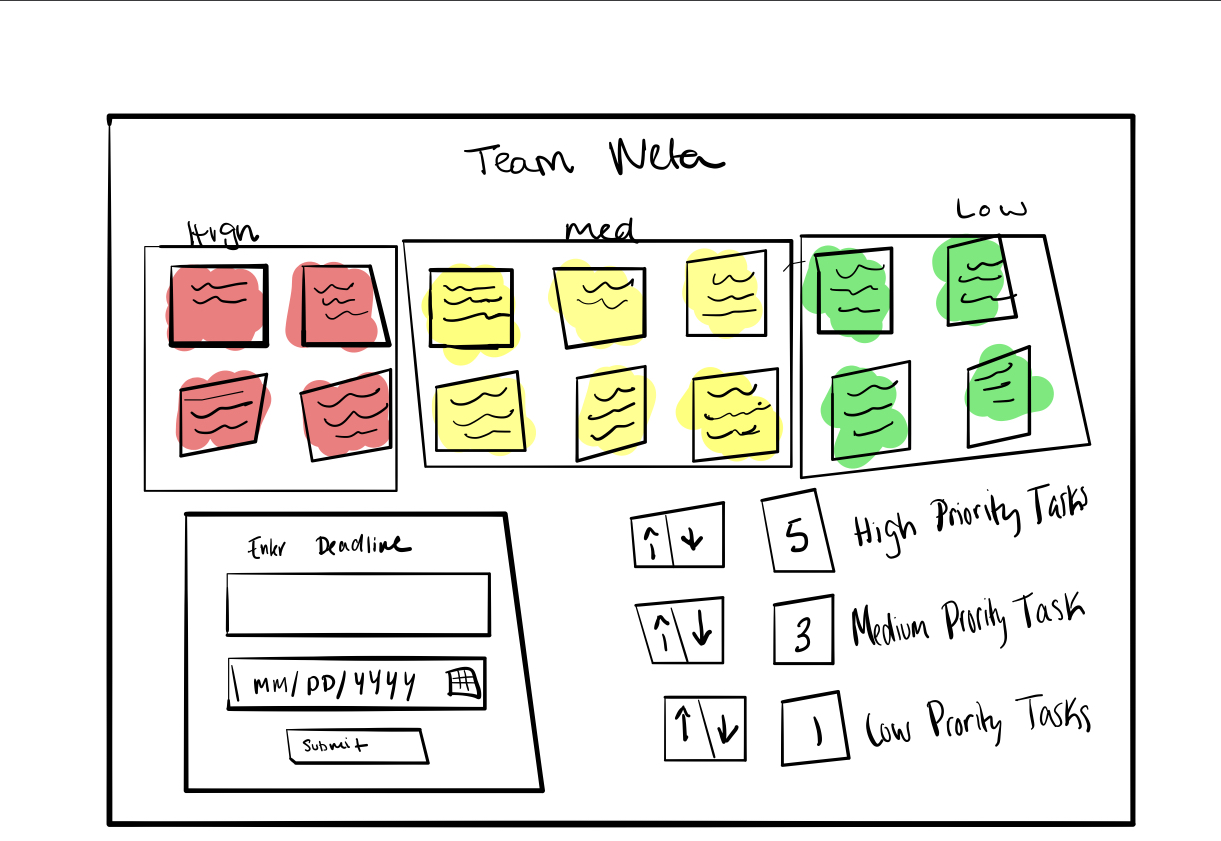 Team Weta
High
Med
Low
Enter Deadline
MM/DD/YYYY
Submit
5 High Priority Tasks
3 Medium Prority Task
1 Low Prority Tasks